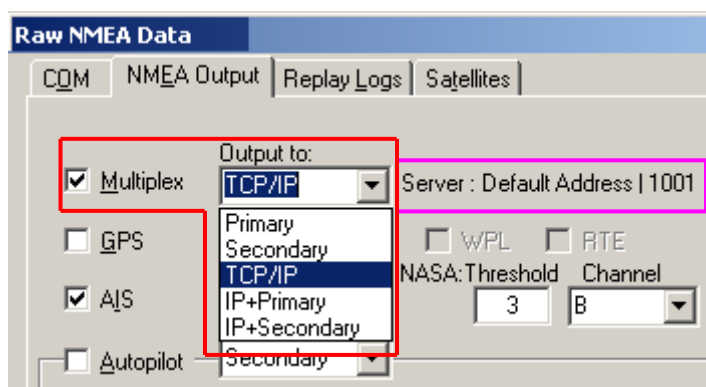 Raw NMEA Data
COM NMEA Output Replay Logs Satellites
Output to:
Multiplex TCP/IP Server : Default Address | 1001
Primary
GPS Secondary WPL RTE
TCP/IP NASA: Threshold Channel
AIS IP+Primary 3 B
IP+Secondary
Autopilot Secondary